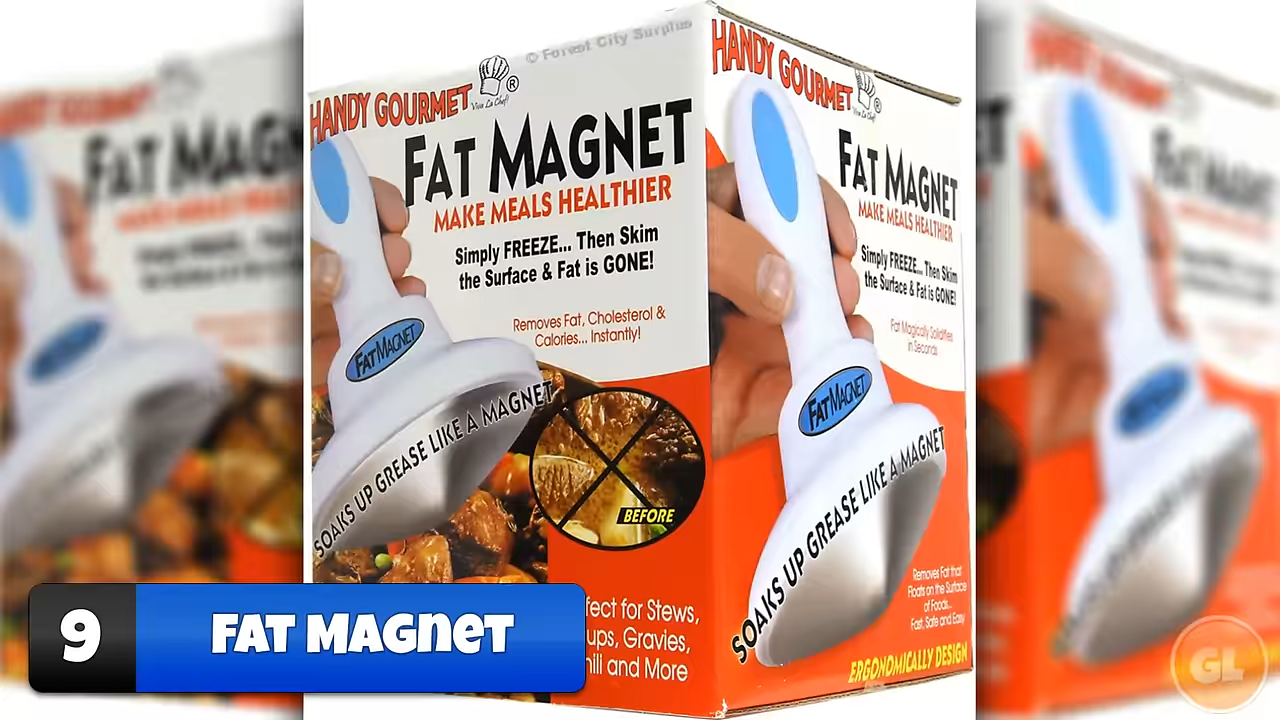 © Forest City Surplus
HANDY GOURMET®
Viva La Chef!
FAT MAGNET
MAKE MEALS HEALTHIER
Simply FREEZE... Then Skim
the Surface & Fat is GONE!
Removes Fat, Cholesterol &
Calories... Instantly!
FAT MAGNET
SOAKS UP GREASE LIKE A MAGNET
BEFORE
fect for Stews,
ups, Gravies,
hili and More
HANDY GOURMET®
Viva La Chef!
FAT MAGNET
MAKE MEALS HEALTHIER
Simply FREEZE... Then Skim
the Surface & Fat is GONE!
Fat Magically Solidifies
in Seconds
FAT MAGNET
SOAKS UP GREASE LIKE A MAGNET
Removes Fat that
Floats on the Surface
of Foods...
Fast, Safe and Easy
ERGONOMICALLY DESIGN
9 FAT MAGNET
GL